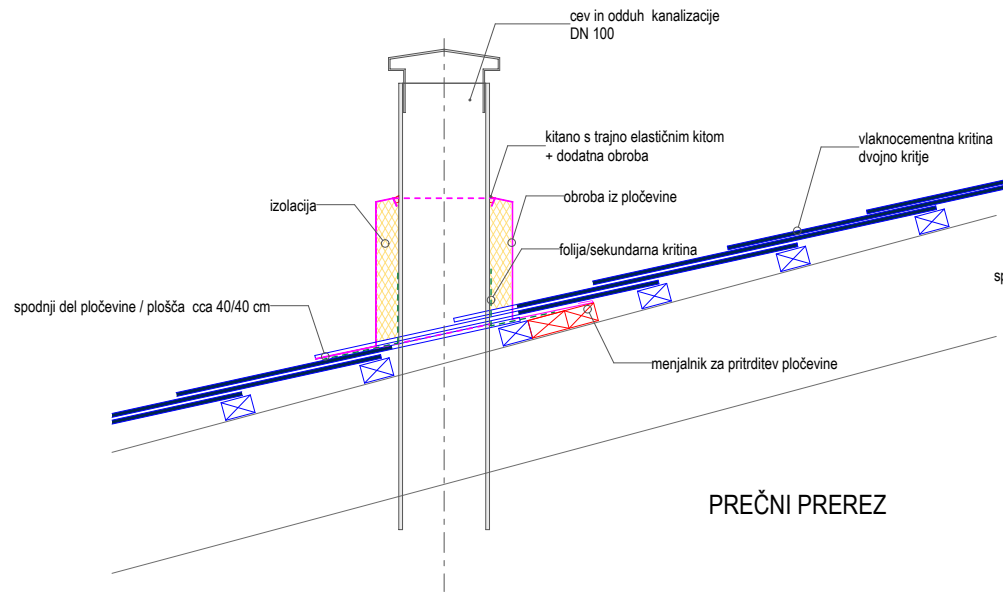 cev in odduh kanalizacije
DN 100
kitano s trajno elastičnim kitom
+ dodatna obroba
vlaknocementna kritina
dvojno kritje
izolacija
obroba iz pločevine
folija/sekundarna kritina
sp
spodnji del pločevine / plošča cca 40/40 cm
menjalnik za pritrditev pločevine
PREČNI PREREZ